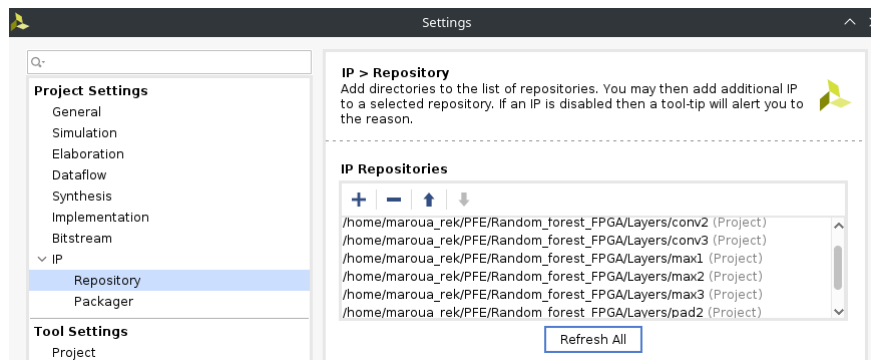 Settings
Project Settings
General
Simulation
Elaboration
Dataflow
Synthesis
Implementation
Bitstream
IP
Repository
Packager
Tool Settings
Project
IP > Repository
Add directories to the list of repositories. You may then add additional IP
to a selected repository. If an IP is disabled then a tool-tip will alert you to
the reason.
IP Repositories
/home/maroua_rek/PFE/Random_forest_FPGA/Layers/conv2 (Project)
/home/maroua_rek/PFE/Random_forest_FPGA/Layers/conv3 (Project)
/home/maroua_rek/PFE/Random_forest_FPGA/Layers/max1 (Project)
/home/maroua_rek/PFE/Random_forest_FPGA/Layers/max2 (Project)
/home/maroua_rek/PFE/Random_forest_FPGA/Layers/max3 (Project)
/home/maroua_rek/PFE/Random_forest_FPGA/Layers/pad2 (Project)
Refresh All